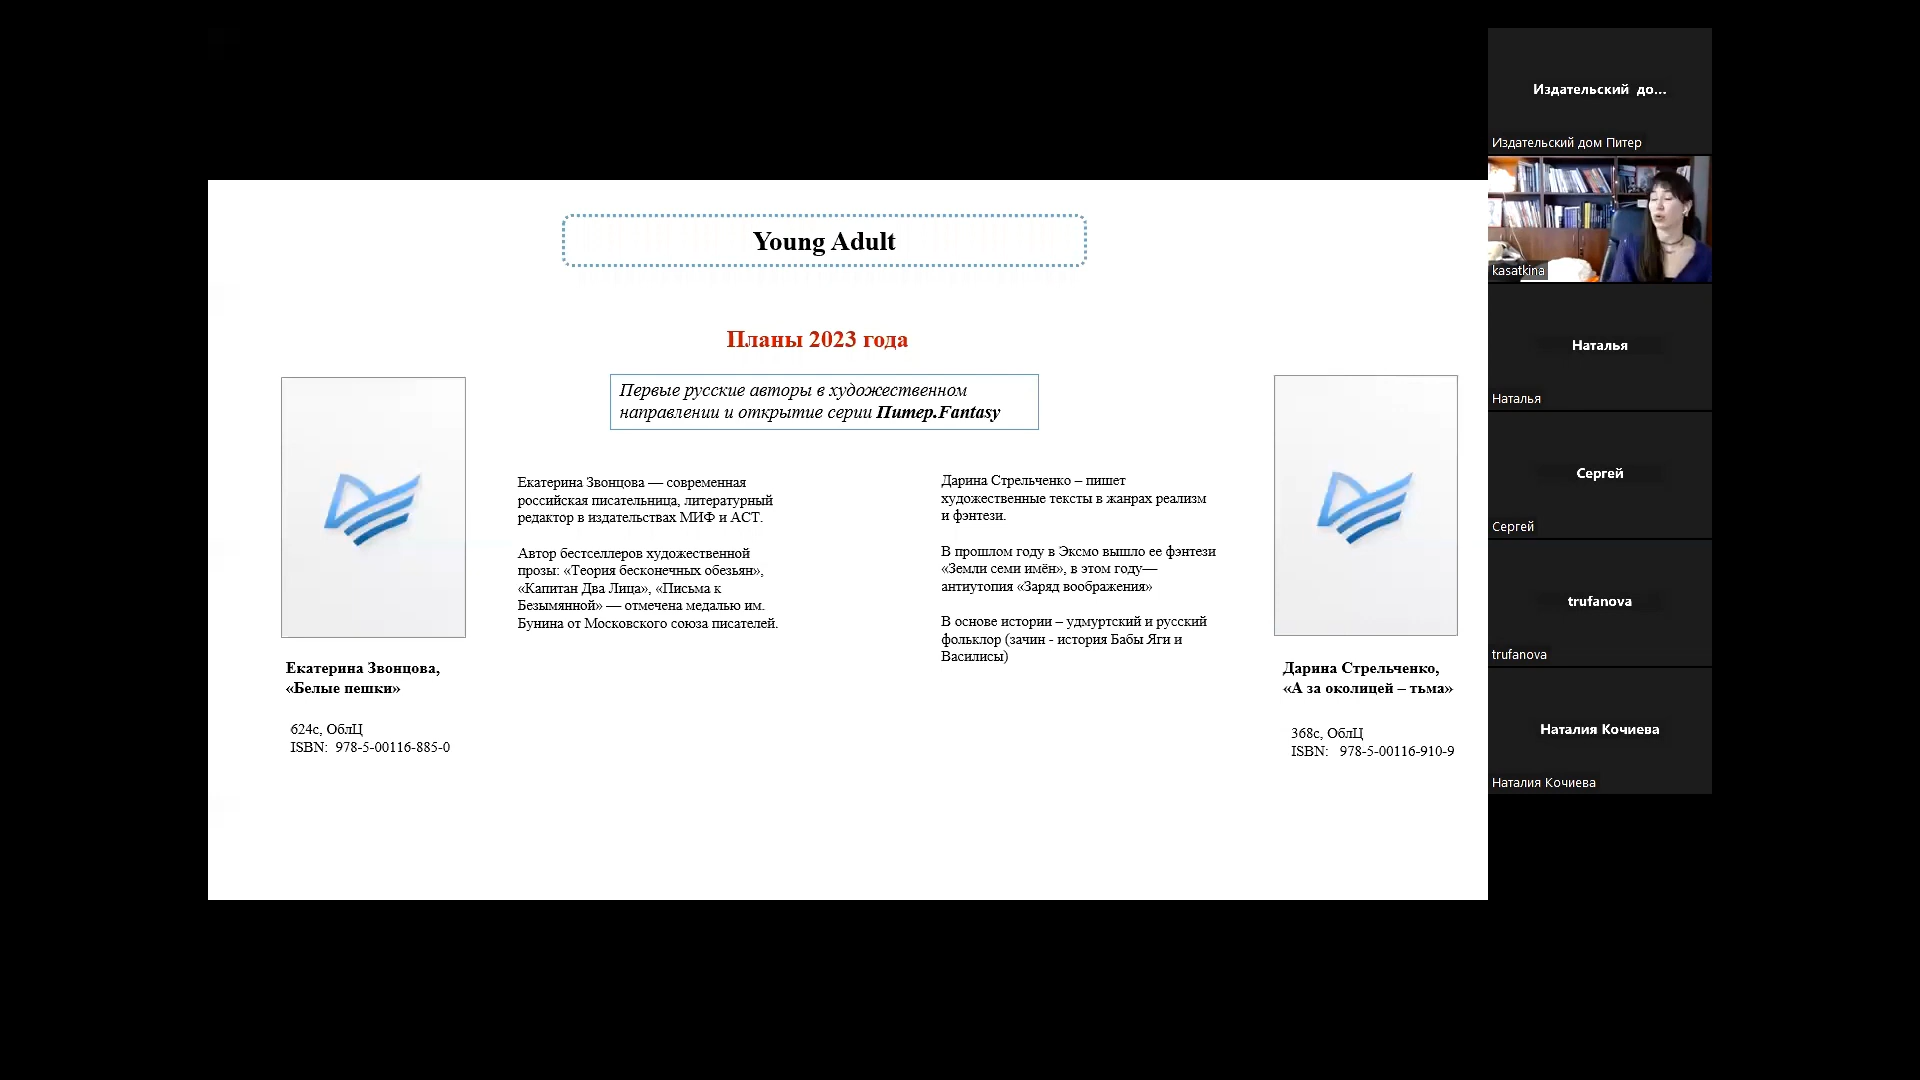 Young Adult
Планы 2023 года
Первые русские авторы в художественном
направлении и открытие серии Питер.Fantasy
Екатерина Звонцова — современная
российская писательница, литературный
редактор в издательствах МИФ и АСТ.
Автор бестселлеров художественной
прозы: «Теория бесконечных обезьян»,
«Капитан Два Лица», «Письма к
Безымянной» — отмечена медалью им.
Бунина от Московского союза писателей.
Екатерина Звонцова,
«Белые пешки»
624с, ОблЦ
ISBN: 978-5-00116-885-0
Дарина Стрельченко – пишет
художественные тексты в жанрах реализм
и фэнтези.
В прошлом году в Эксмо вышло ее фэнтези
«Земли семи имён», в этом году—
антиутопия «Заряд воображения»
В основе истории – удмуртский и русский
фольклор (зачин - история Бабы Яги и
Василисы)
Дарина Стрельченко,
«А за околицей – тьма»
368с, ОблЦ
ISBN: 978-5-00116-910-9
Издательский до...
Издательский дом Питер
kasatkina
Наталья
Наталья
Сергей
Сергей
trufanova
trufanova
Наталия Кочиева
Наталия Кочиева